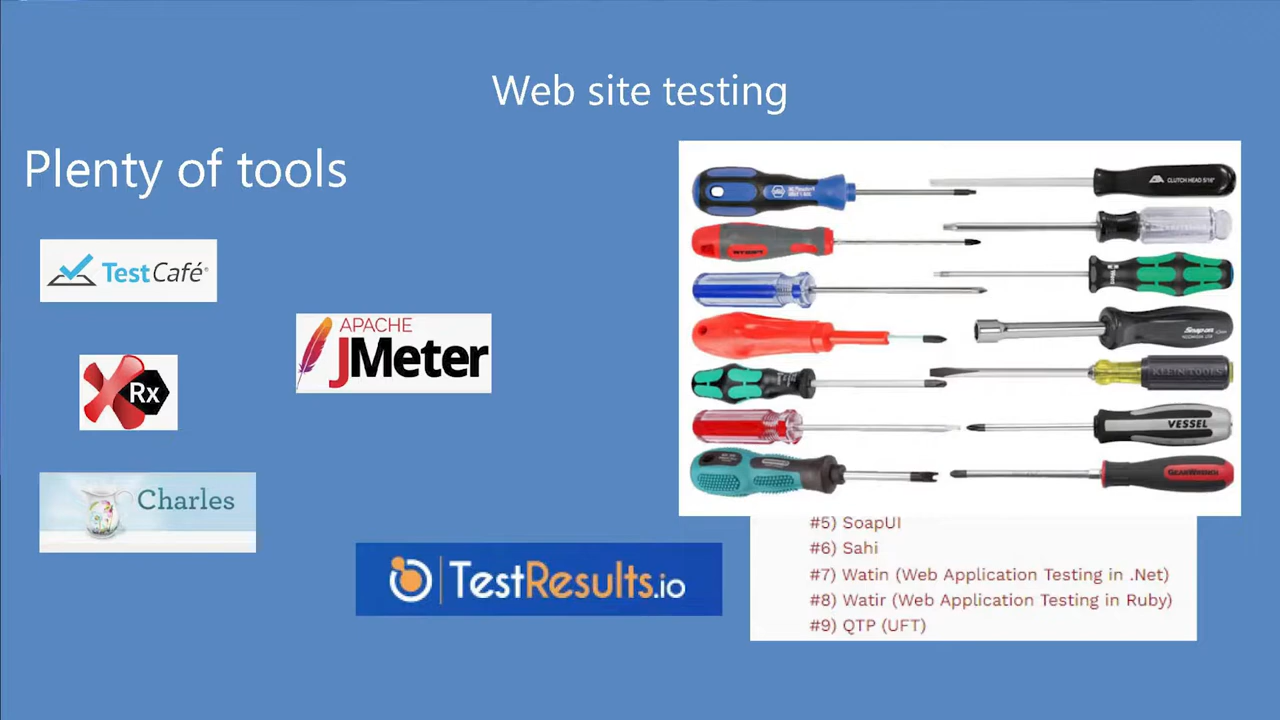 Web site testing
Plenty of tools
TestCafé
APACHE
JMeter
Rx
Charles
TestResults.io
CLUTCH HEAD 5/16"
Snap-on
KLEIN TOOLS
VESSEL
GEARWRENCH
#5) SoapUI
#6) Sahi
#7) Watin (Web Application Testing in .Net)
#8) Watir (Web Application Testing in Ruby)
#9) QTP (UFT)